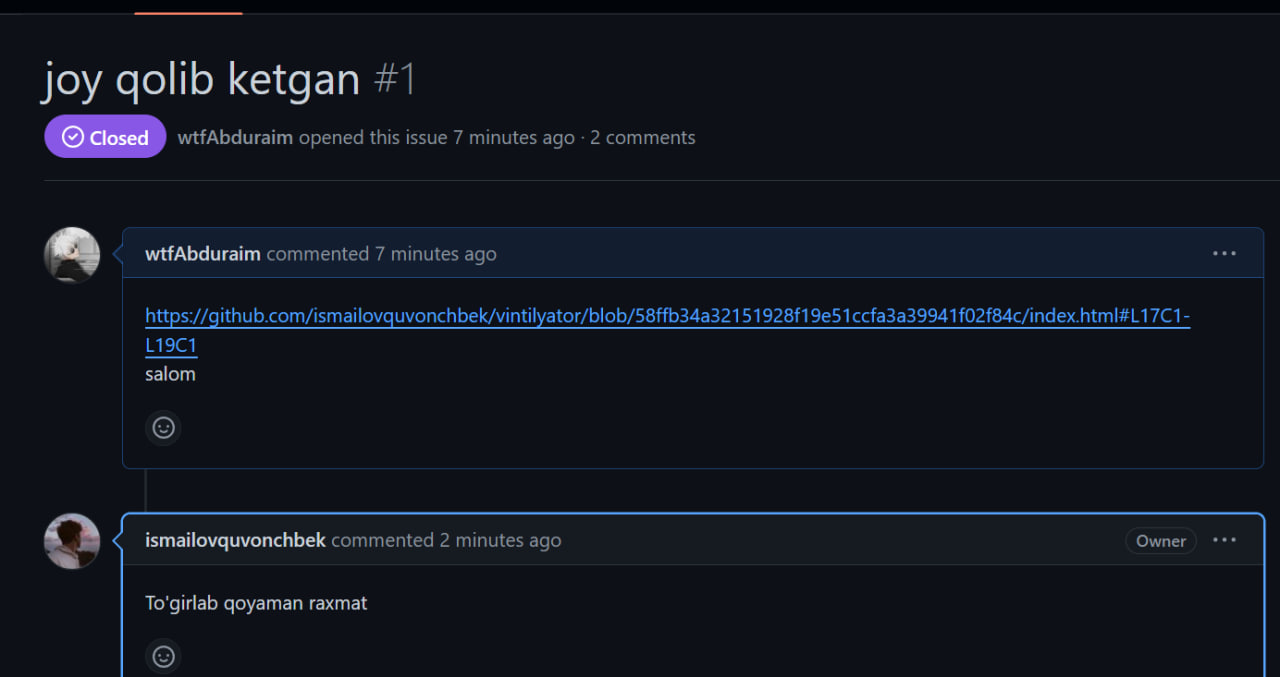 joy qolib ketgan #1
Closed wtfAbduraim opened this issue 7 minutes ago · 2 comments
wtfAbduraim commented 7 minutes ago
https://github.com/ismailovquvonchbek/vintilyator/blob/58ffb34a32151928f19e51ccfa3a39941f02f84c/index.html#L17C1-
L19C1
salom
ismailovquvonchbek commented 2 minutes ago Owner
To'girlab qoyaman raxmat